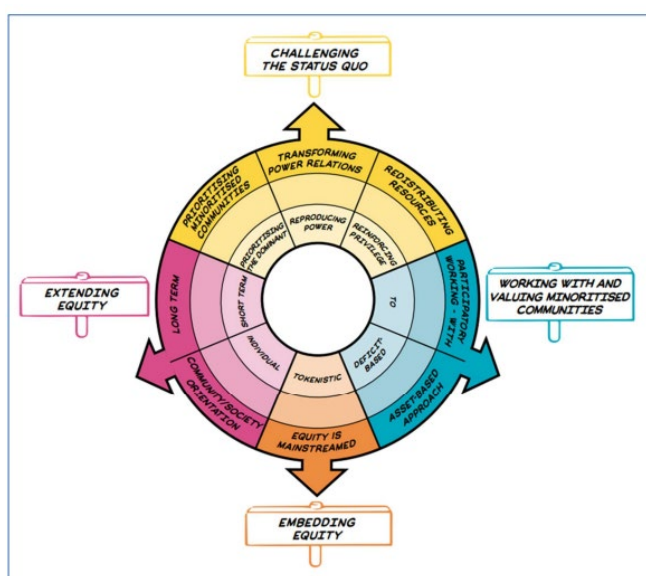 CHALLENGING
THE STATUS QUO
PRIORITISING
MINORITISED
COMMUNITIES
TRANSFORMING
POWER RELATIONS
REDISTRIBUTING
RESOURCES
PRIORITISING
THE DOMINANT
REPRODUCING
POWER
REINFORCING
PRIVILEGE
EXTENDING
EQUITY
LONG TERM
SHORT TERM
TO
PARTICIPATORY
WORKING - WITH
WORKING WITH AND
VALUING MINORITISED
COMMUNITIES
COMMUNITY/SOCIETY
ORIENTATION
INDIVIDUAL
TOKENISTIC
DEFICIT-
BASED
ASSET-BASED
APPROACH
EQUITY IS
MAINSTREAMED
EMBEDDING
EQUITY